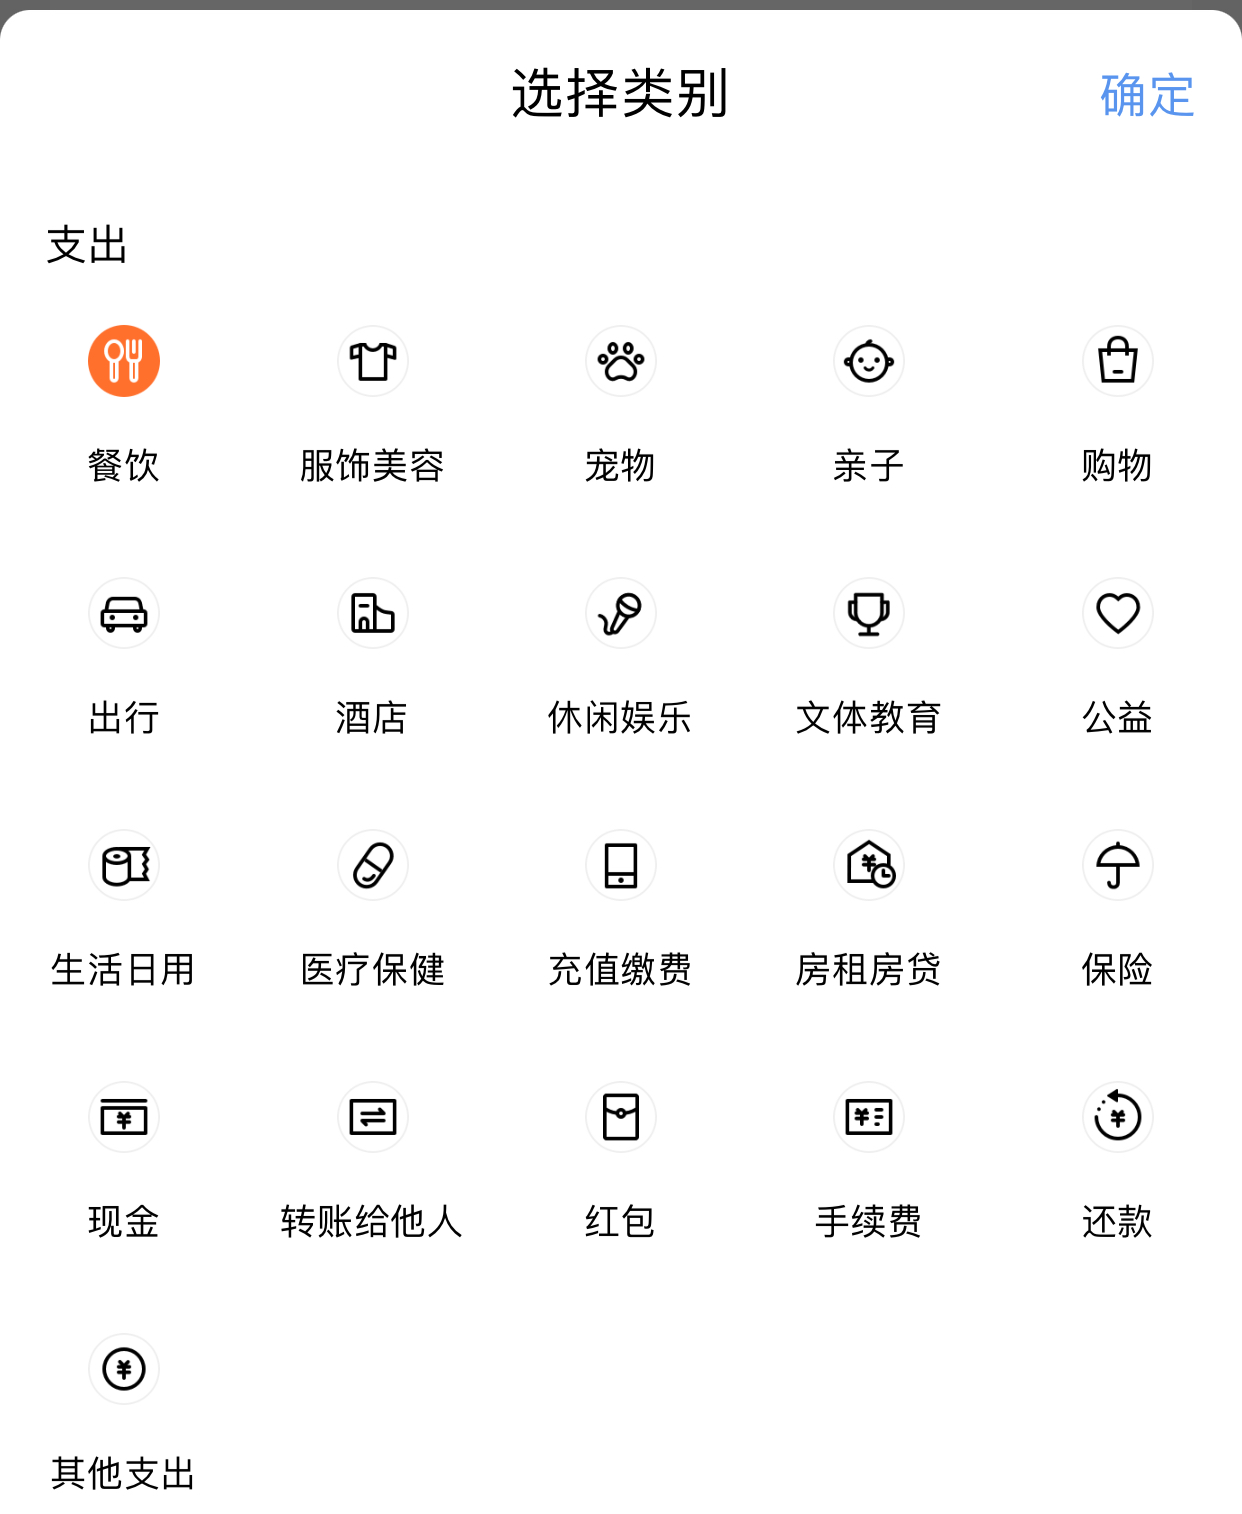 选择类别
确定
支出
餐饮 服饰美容 宠物 亲子 购物
出行 酒店 休闲娱乐 文体教育 公益
生活日用 医疗保健 充值缴费 房租房贷 保险
现金 转账给他人 红包 手续费 还款
其他支出